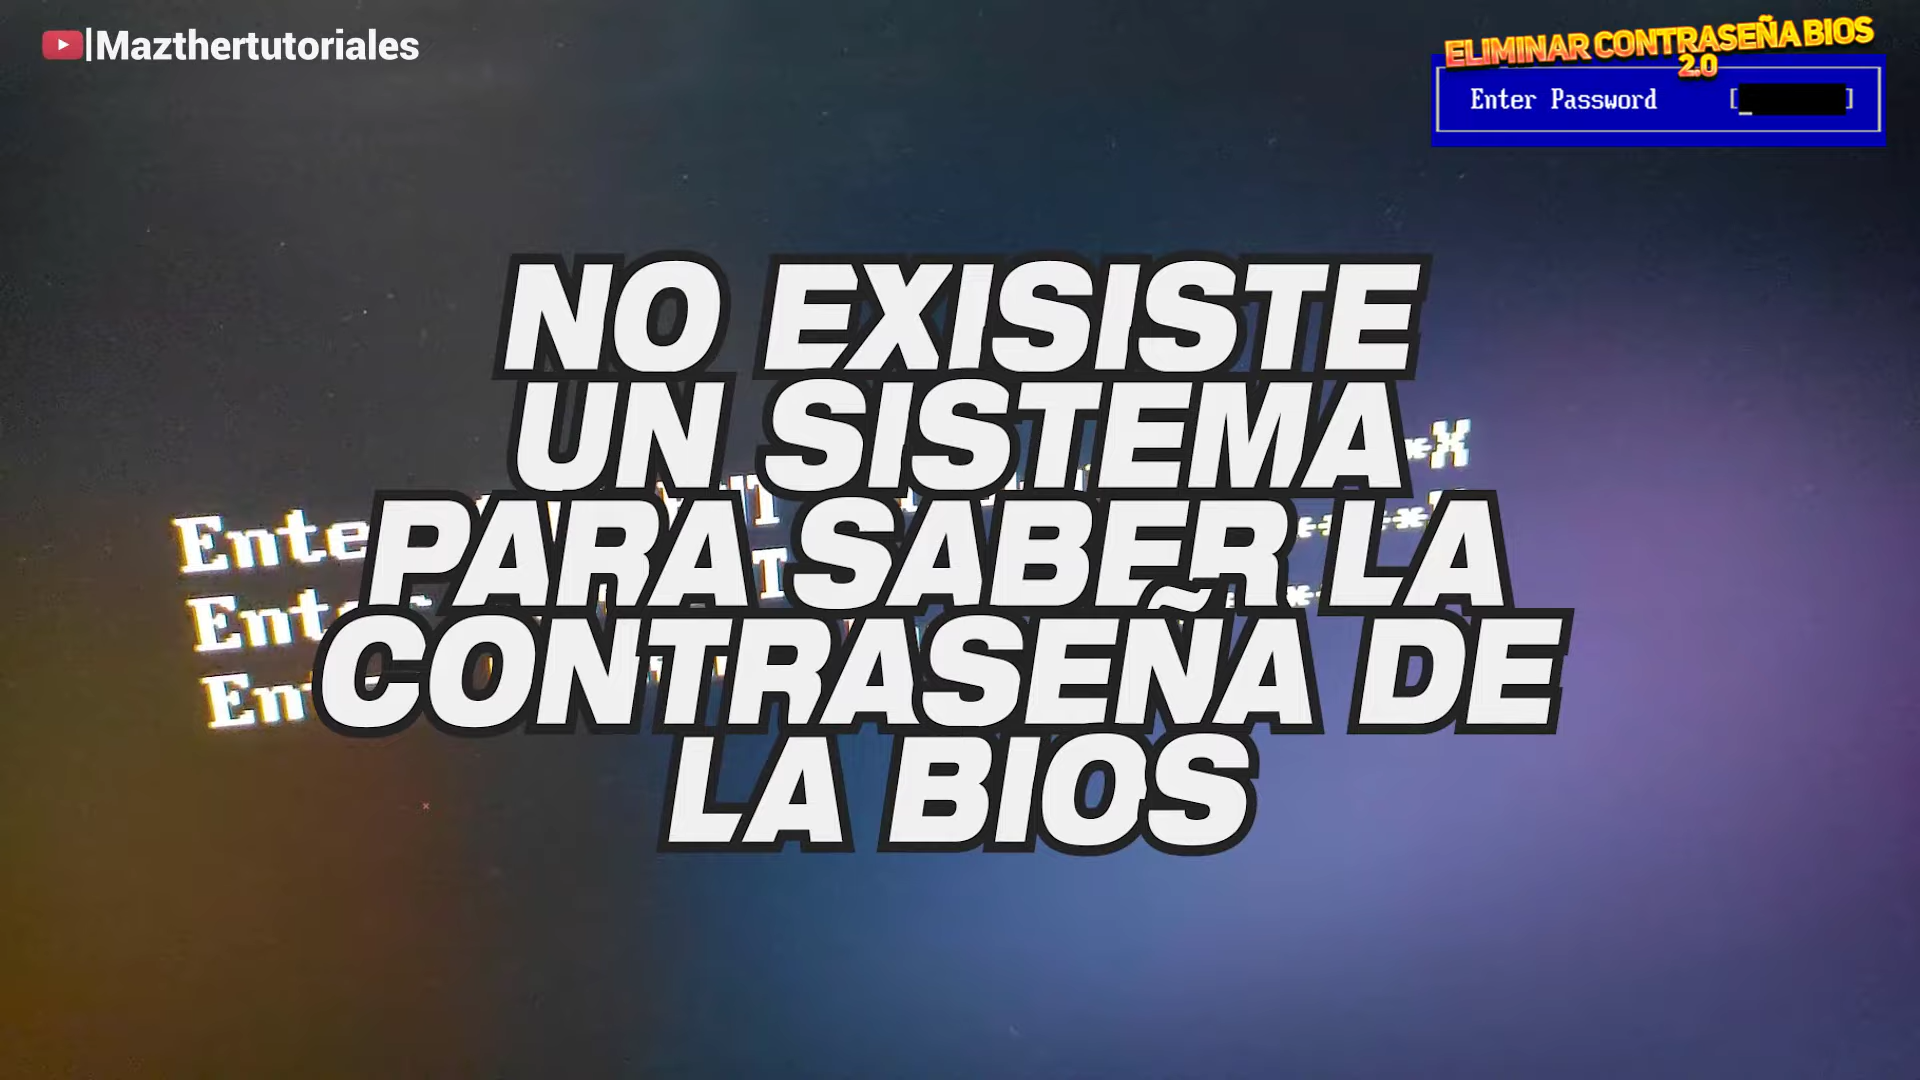 |Mazthertutoriales
ELIMINAR CONTRASEÑA BIOS
2.0
Enter Password [ ]
NO EXISISTE
UN SISTEMA
PARA SABER LA
CONTRASEÑA DE
LA BIOS